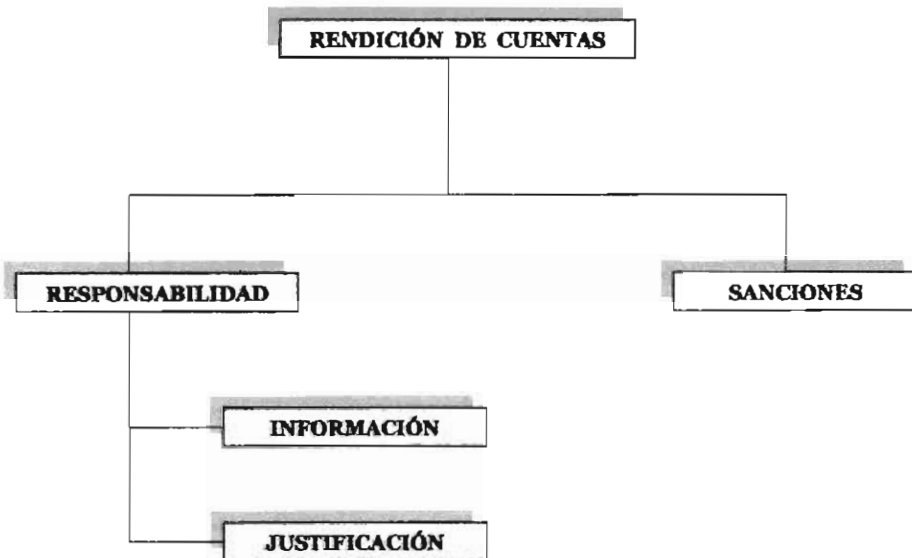 RENDICIÓN DE CUENTAS
RESPONSABILIDAD
SANCIONES
INFORMACIÓN
JUSTIFICACIÓN